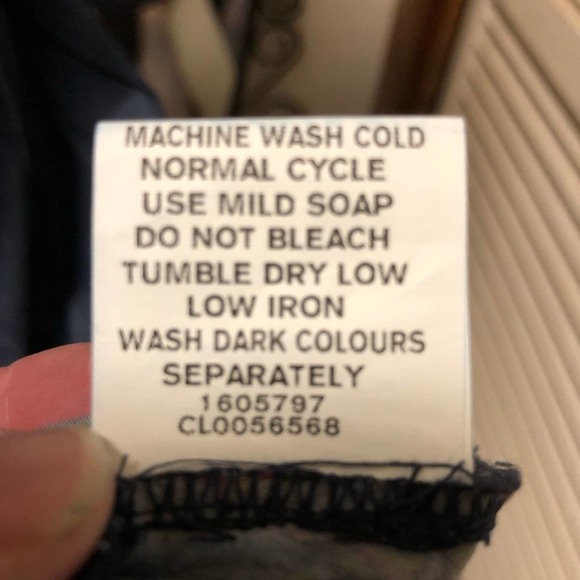 MACHINE WASH COLD
NORMAL CYCLE
USE MILD SOAP
DO NOT BLEACH
TUMBLE DRY LOW
LOW IRON
WASH DARK COLOURS
SEPARATELY
1605797
CL0056568